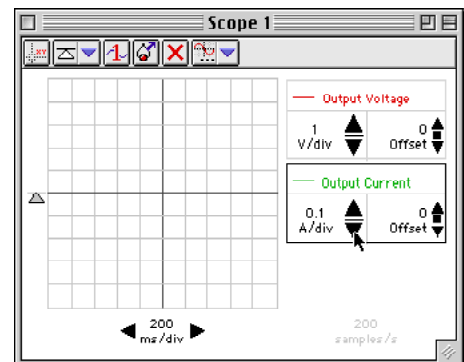 Scope 1
Output Voltage
1
V/div
0
Offset
Output Current
0.1
A/div
0
Offset
200
ms/div
200
samples/s